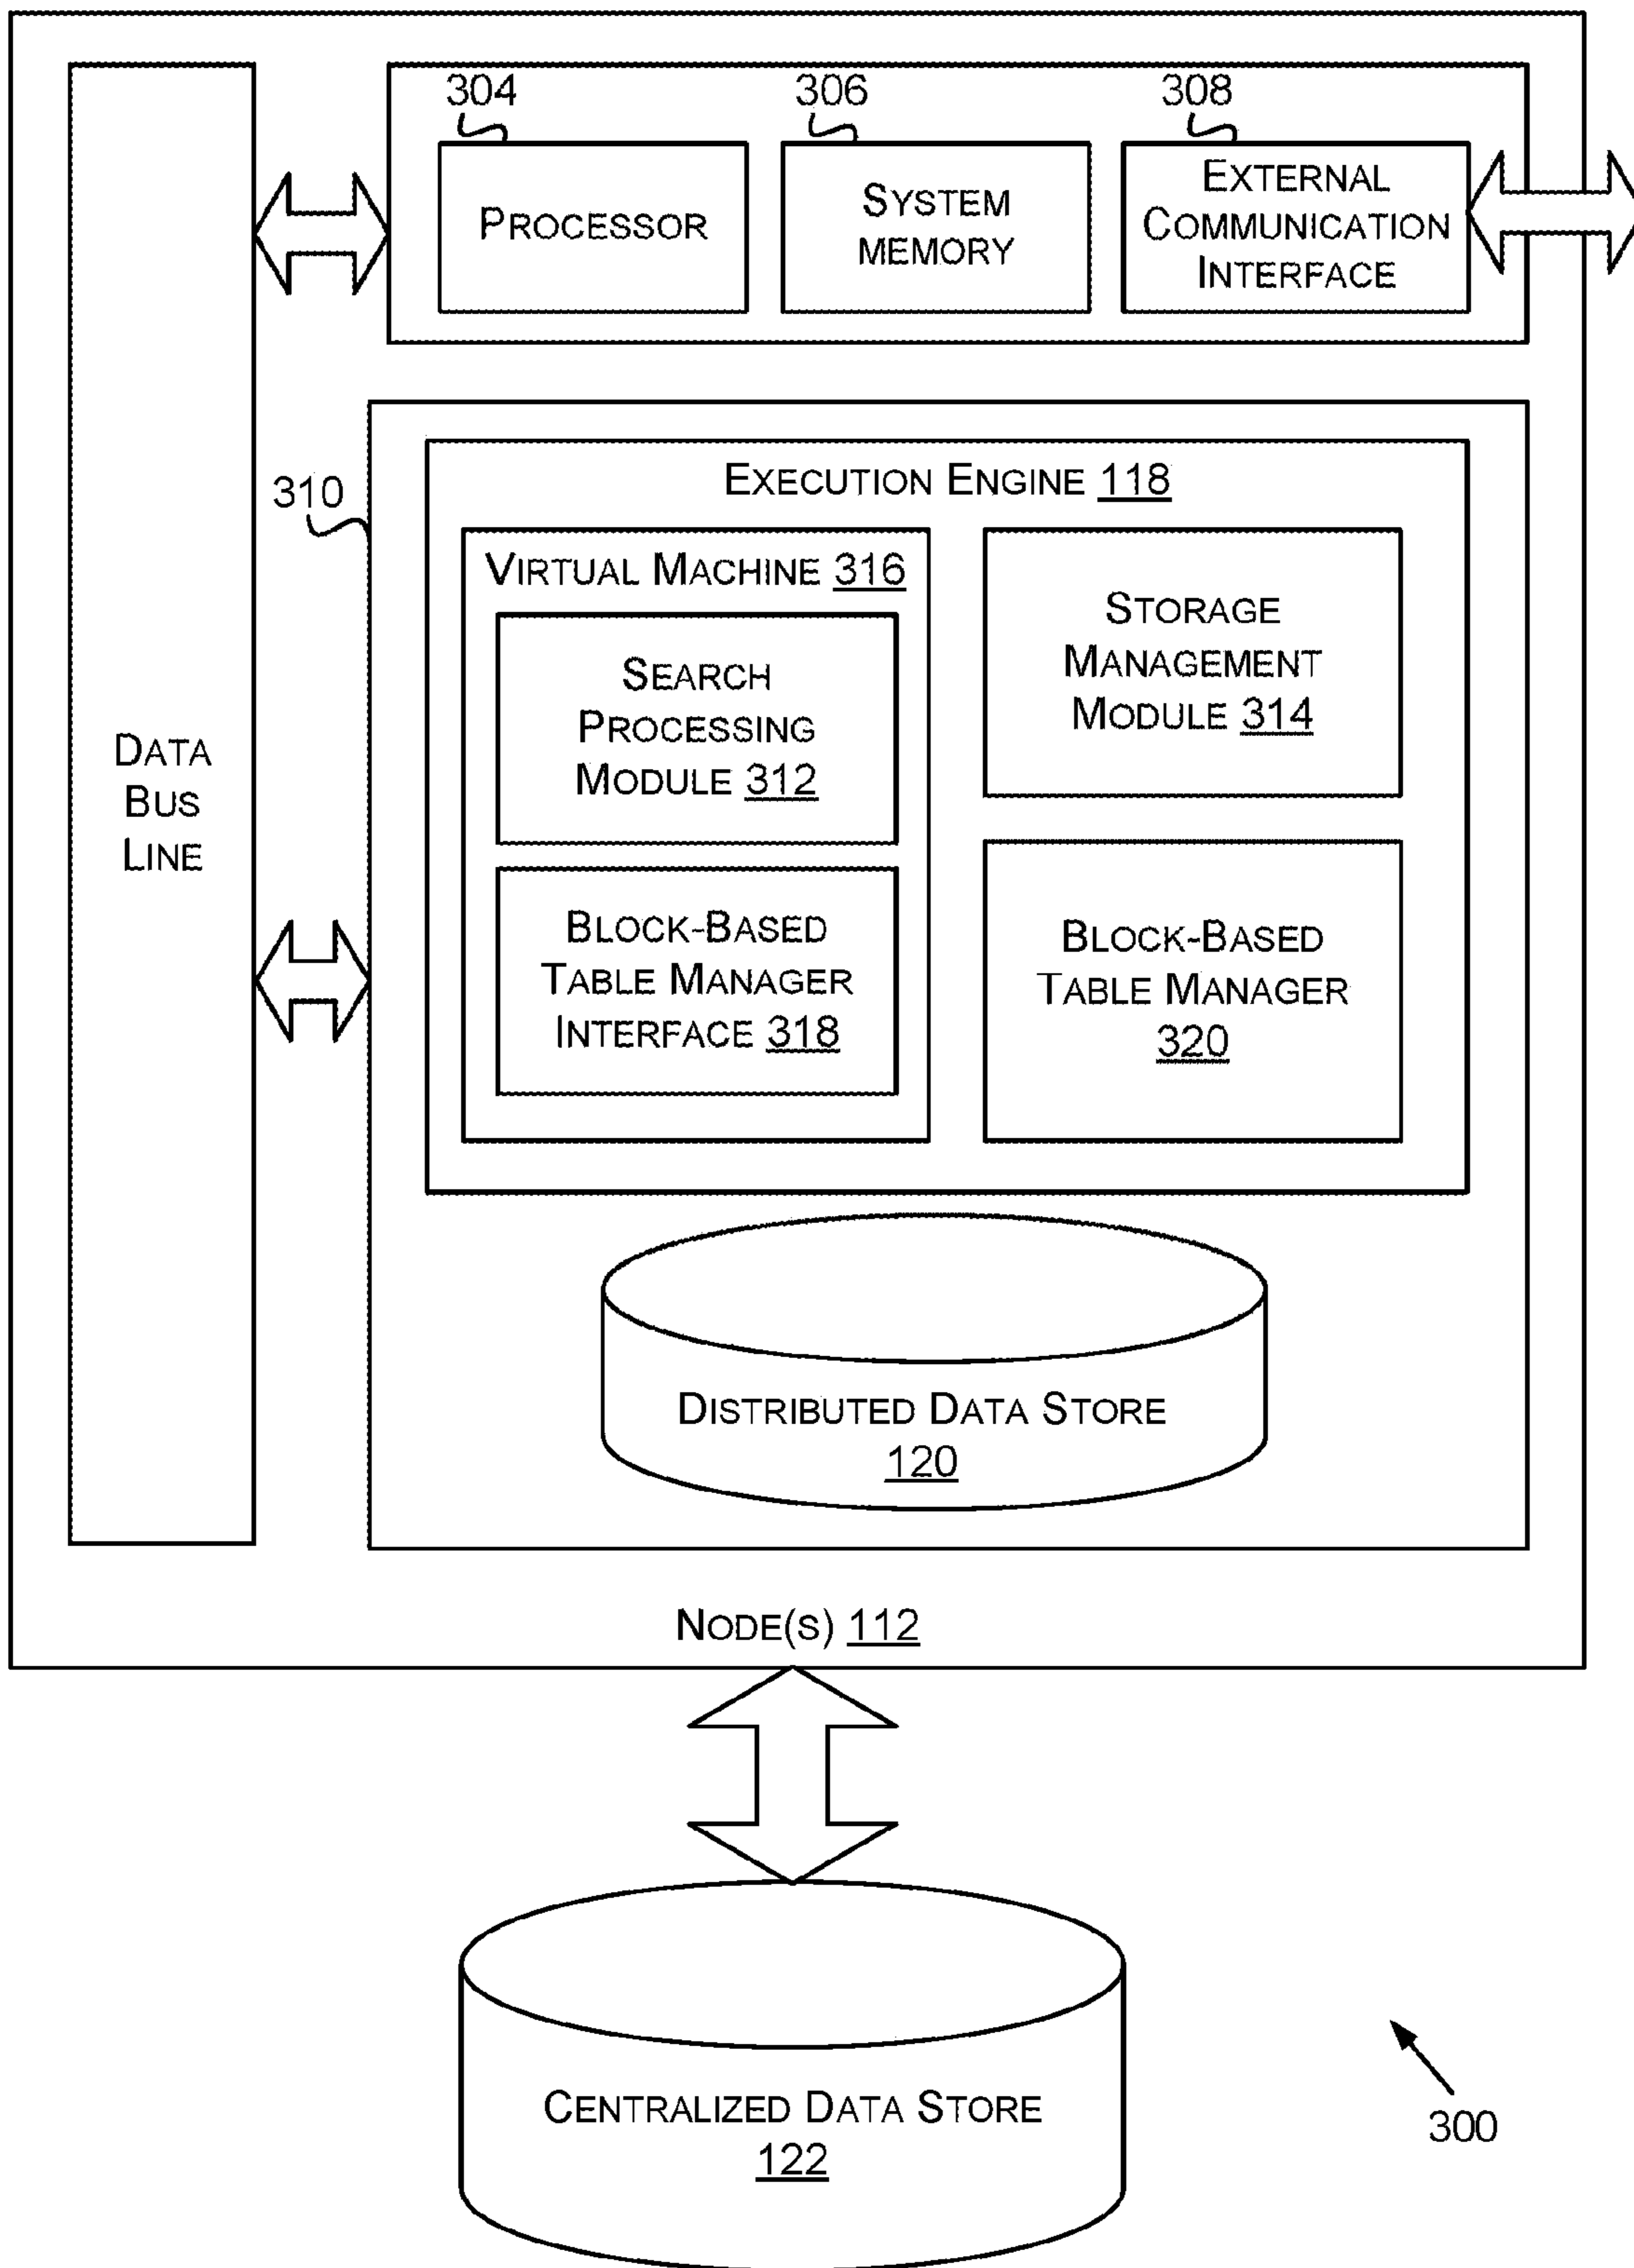 304
306
308
PROCESSOR
SYSTEM
MEMORY
EXTERNAL
COMMUNICATION
INTERFACE
310
EXECUTION ENGINE 118
VIRTUAL MACHINE 316
SEARCH
PROCESSING
MODULE 312
STORAGE
MANAGEMENT
MODULE 314
DATA
BUS
LINE
BLOCK-BASED
TABLE MANAGER
INTERFACE 318
BLOCK-BASED
TABLE MANAGER
320
DISTRIBUTED DATA STORE
120
NODE(S) 112
CENTRALIZED DATA STORE
122
300